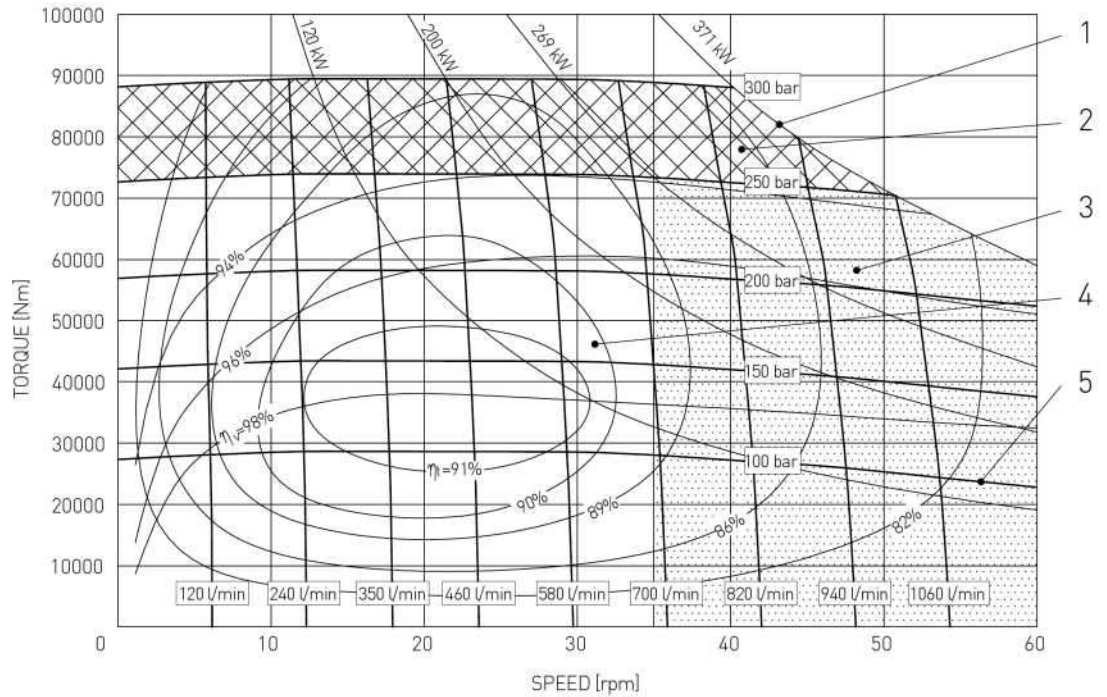 100000
120 kW
200 kW
269 kW
371 kW
1
90000
300 bar
2
80000
250 bar
70000
3
94%
60000
200 bar
4
50000
TORQUE [Nm]
96%
40000
150 bar
5
ηv=98%
30000
100 bar
ηt=91%
20000
90%
89%
86%
82%
10000
120 l/min
240 l/min
350 l/min
460 l/min
580 l/min
700 l/min
820 l/min
940 l/min
1060 l/min
0
10
20
30
40
50
60
SPEED [rpm]